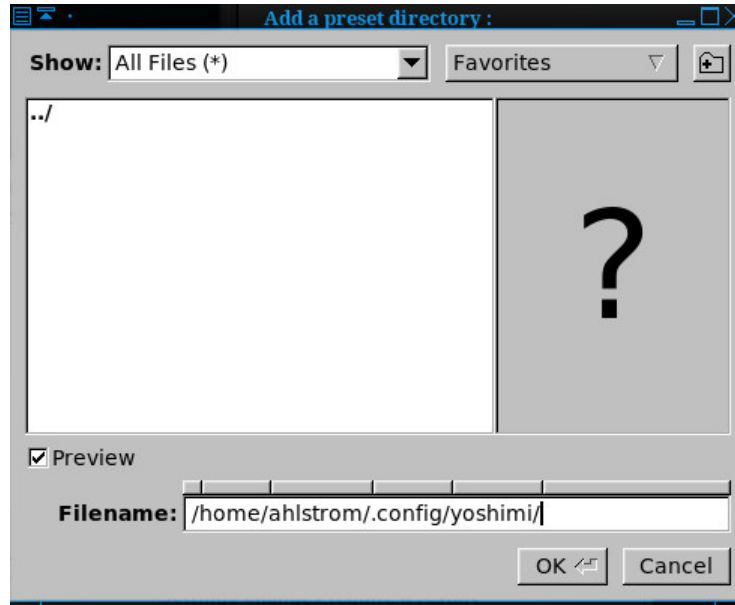 Add a preset directory :
Show: All Files (*) Favorites
../
?
Preview
Filename: /home/ahlstrom/.config/yoshimi/
OK Cancel